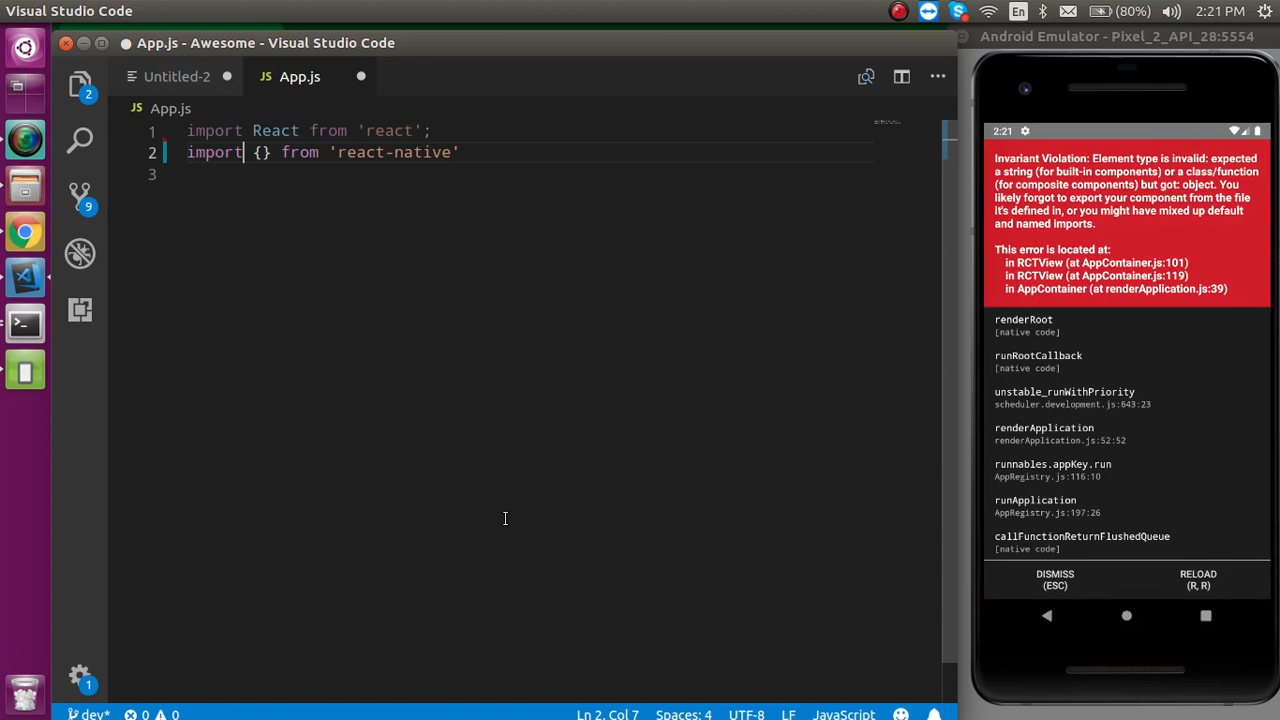 Visual Studio Code
En
(80%)
2:21 PM
App.js - Awesome - Visual Studio Code
Android Emulator - Pixel_2_API_28:5554
Untitled-2
JS App.js
JS App.js
1 import React from 'react';
2 import {} from 'react-native'
3
2
9
1
dev*
0 0
Ln 2, Col 7
Spaces: 4
UTF-8
LF
JavaScript
2:21
Invariant Violation: Element type is invalid: expected
a string (for built-in components) or a class/function
(for composite components) but got: object. You
likely forgot to export your component from the file
it's defined in, or you might have mixed up default
and named imports.
This error is located at:
in RCTView (at AppContainer.js:101)
in RCTView (at AppContainer.js:119)
in AppContainer (at renderApplication.js:39)
renderRoot
[native code]
runRootCallback
[native code]
unstable_runWithPriority
scheduler.development.js:643:23
renderApplication
renderApplication.js:52:52
runnables.appKey.run
AppRegistry.js:116:10
runApplication
AppRegistry.js:197:26
callFunctionReturnFlushedQueue
[native code]
DISMISS
(ESC)
RELOAD
(R, R)